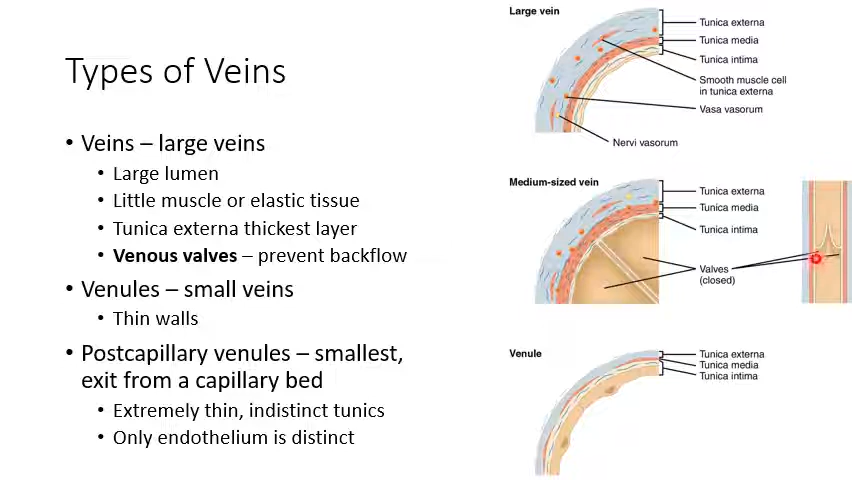 Types of Veins
• Veins – large veins
• Large lumen
• Little muscle or elastic tissue
• Tunica externa thickest layer
• Venous valves – prevent backflow
• Venules – small veins
• Thin walls
• Postcapillary venules – smallest,
exit from a capillary bed
• Extremely thin, indistinct tunics
• Only endothelium is distinct
Large vein
Tunica externa
Tunica media
Tunica intima
Smooth muscle cell
in tunica externa
Vasa vasorum
Nervi vasorum
Medium-sized vein
Tunica externa
Tunica media
Tunica intima
Valves
(closed)
Venule
Tunica externa
Tunica media
Tunica intima